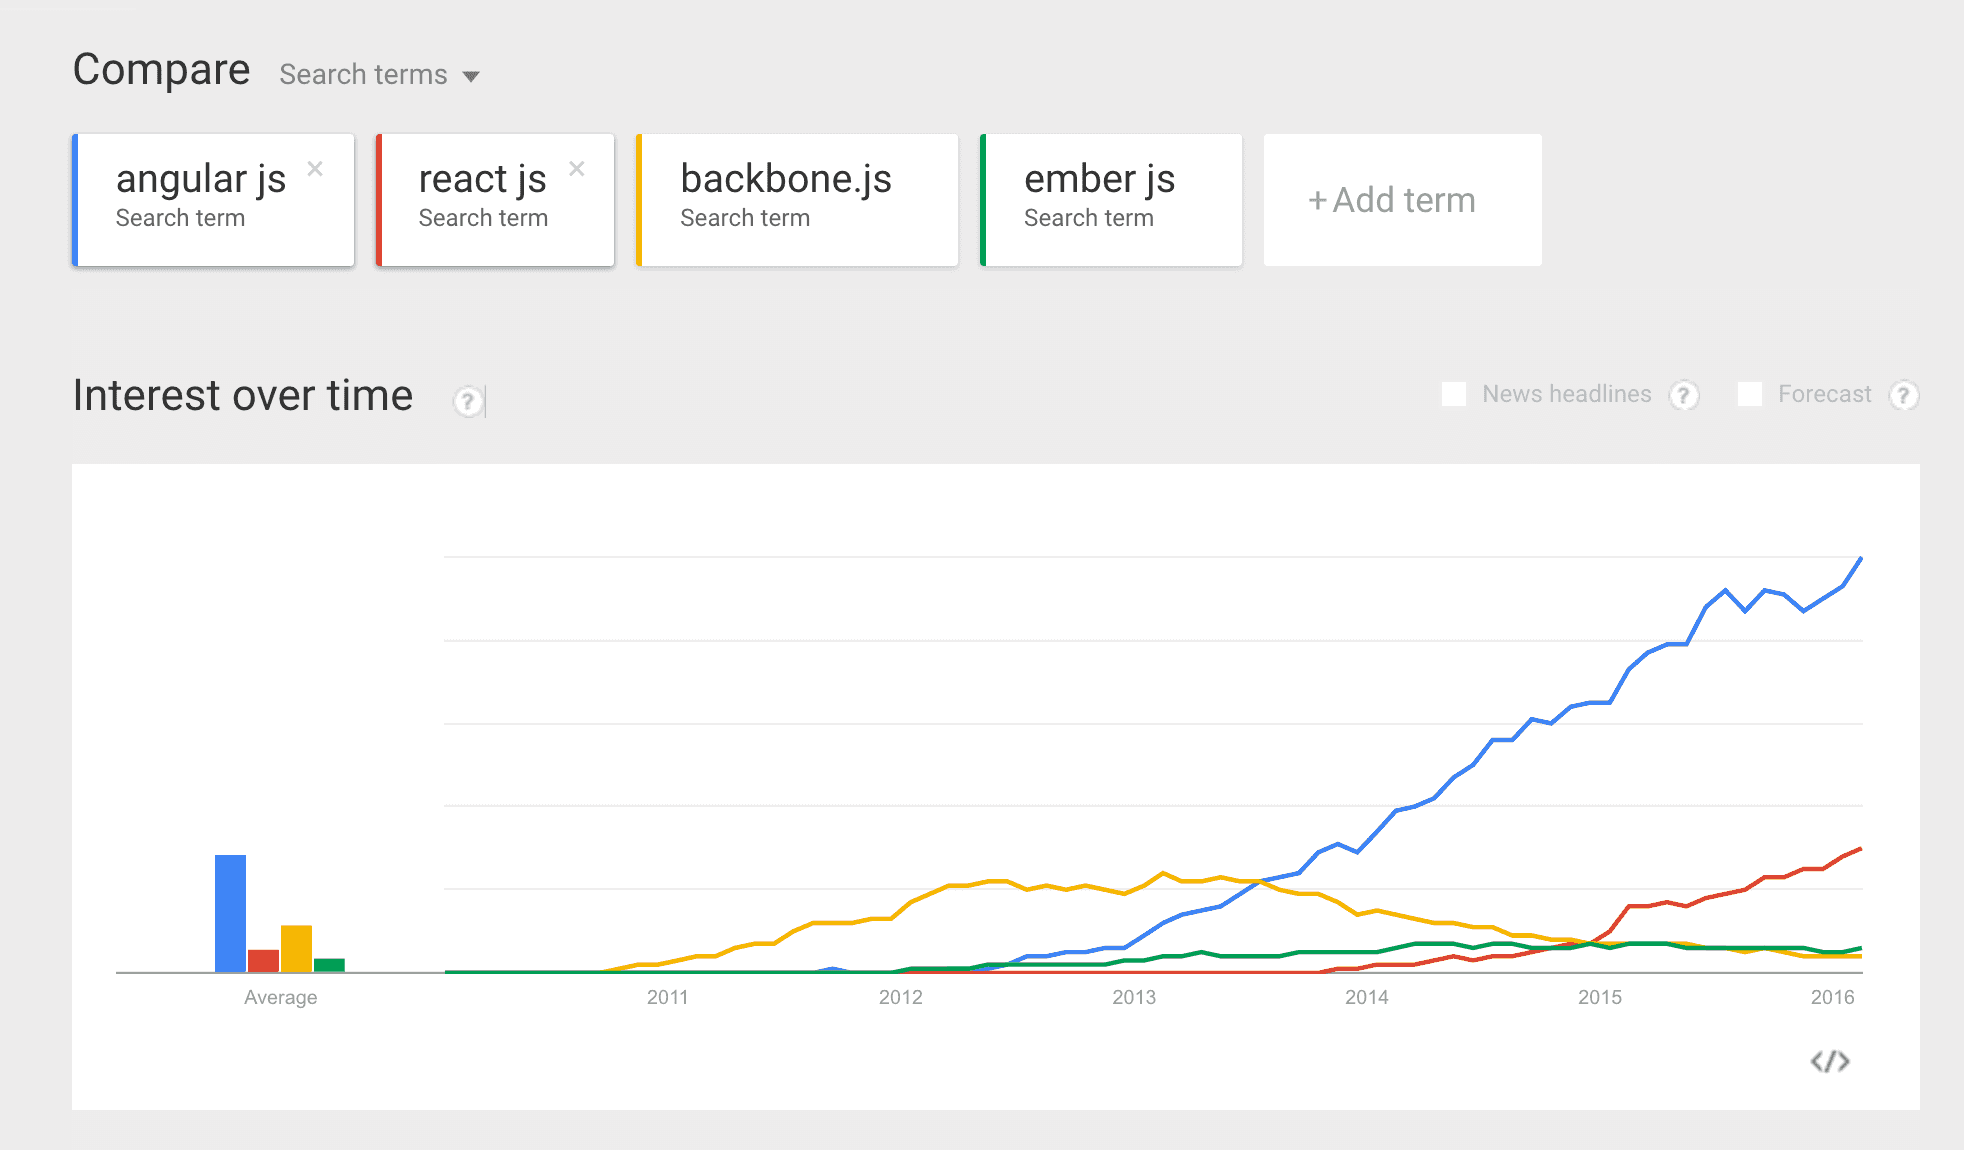 Compare Search terms
angular js × react js × backbone.js ember js +Add term
Search term Search term Search term Search term
Interest over time ? News headlines ? Forecast ?
Average 2011 2012 2013 2014 2015 2016
</>